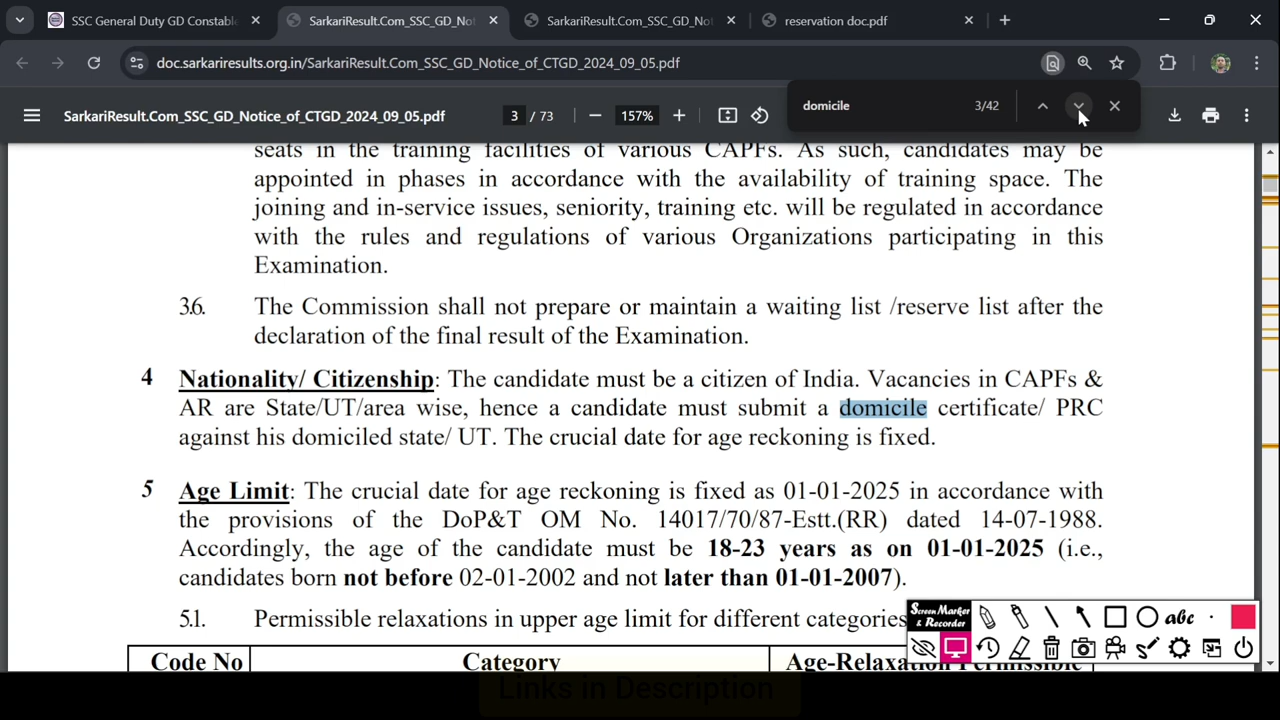 SSC General Duty GD Constable
SarkariResult.Com_SSC_GD_Not
SarkariResult.Com_SSC_GD_Not
reservation doc.pdf
doc.sarkariresults.org.in/SarkariResult.Com_SSC_GD_Notice_of_CTGD_2024_09_05.pdf
domicile 3/42
SarkariResult.Com_SSC_GD_Notice_of_CTGD_2024_09_05.pdf 3 / 73 157%
seats in the training facilities of various CAPFs. As such, candidates may be
appointed in phases in accordance with the availability of training space. The
joining and in-service issues, seniority, training etc. will be regulated in accordance
with the rules and regulations of various Organizations participating in this
Examination.
3.6. The Commission shall not prepare or maintain a waiting list /reserve list after the
declaration of the final result of the Examination.
4 Nationality/ Citizenship: The candidate must be a citizen of India. Vacancies in CAPFs &
AR are State/UT/area wise, hence a candidate must submit a domicile certificate/ PRC
against his domiciled state/ UT. The crucial date for age reckoning is fixed.
5 Age Limit: The crucial date for age reckoning is fixed as 01-01-2025 in accordance with
the provisions of the DoP&T OM No. 14017/70/87-Estt.(RR) dated 14-07-1988.
Accordingly, the age of the candidate must be 18-23 years as on 01-01-2025 (i.e.,
candidates born not before 02-01-2002 and not later than 01-01-2007).
5.1. Permissible relaxations in upper age limit for different categories
Screen Marker
& Recorder
abc
Code No Category Age-Relaxation Permissible
Links in Description